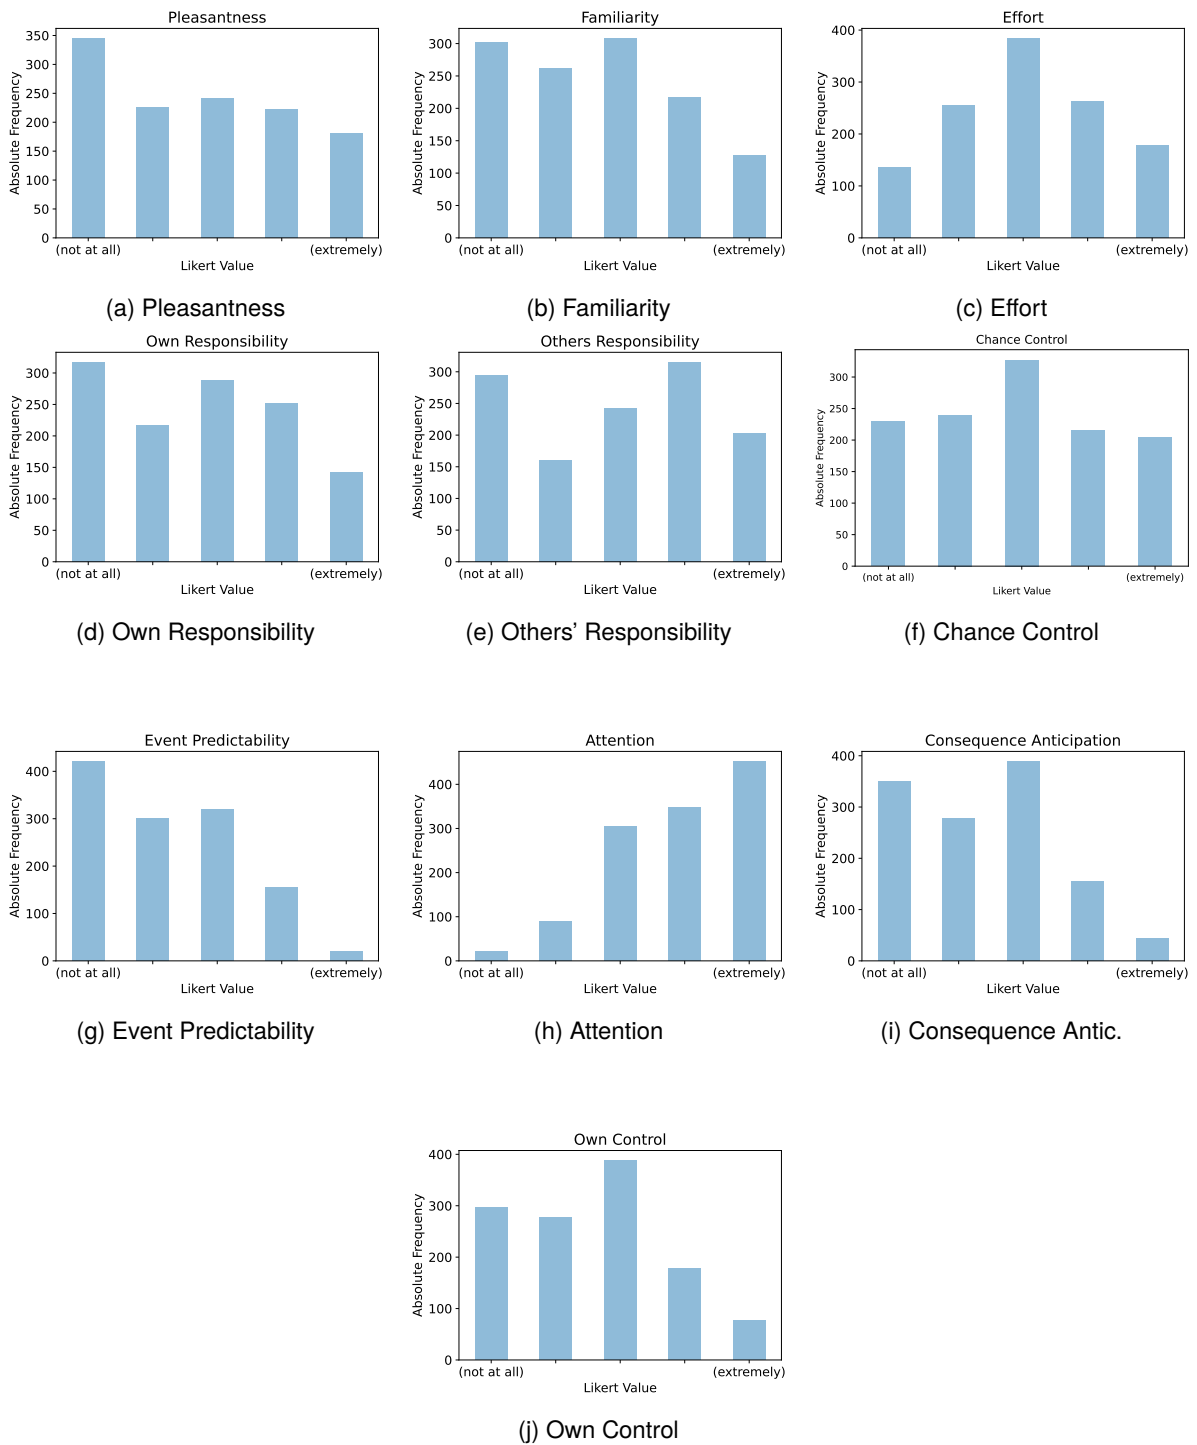 Pleasantness
Absolute Frequency
350
300
250
200
150
100
50
0
(not at all)
(extremely)
Likert Value
(a) Pleasantness
Familiarity
Absolute Frequency
300
250
200
150
100
50
0
(not at all)
(extremely)
Likert Value
(b) Familiarity
Effort
Absolute Frequency
400
300
200
100
0
(not at all)
(extremely)
Likert Value
(c) Effort
Own Responsibility
Absolute Frequency
300
250
200
150
100
50
0
(not at all)
(extremely)
Likert Value
(d) Own Responsibility
Others Responsibility
Absolute Frequency
300
250
200
150
100
50
0
(not at all)
(extremely)
Likert Value
(e) Others’ Responsibility
Chance Control
Absolute Frequency
300
250
200
150
100
50
0
(not at all)
(extremely)
Likert Value
(f) Chance Control
Event Predictability
Absolute Frequency
400
300
200
100
0
(not at all)
(extremely)
Likert Value
(g) Event Predictability
Attention
Absolute Frequency
400
300
200
100
0
(not at all)
(extremely)
Likert Value
(h) Attention
Consequence Anticipation
Absolute Frequency
400
300
200
100
0
(not at all)
(extremely)
Likert Value
(i) Consequence Antic.
Own Control
Absolute Frequency
400
300
200
100
0
(not at all)
(extremely)
Likert Value
(j) Own Control